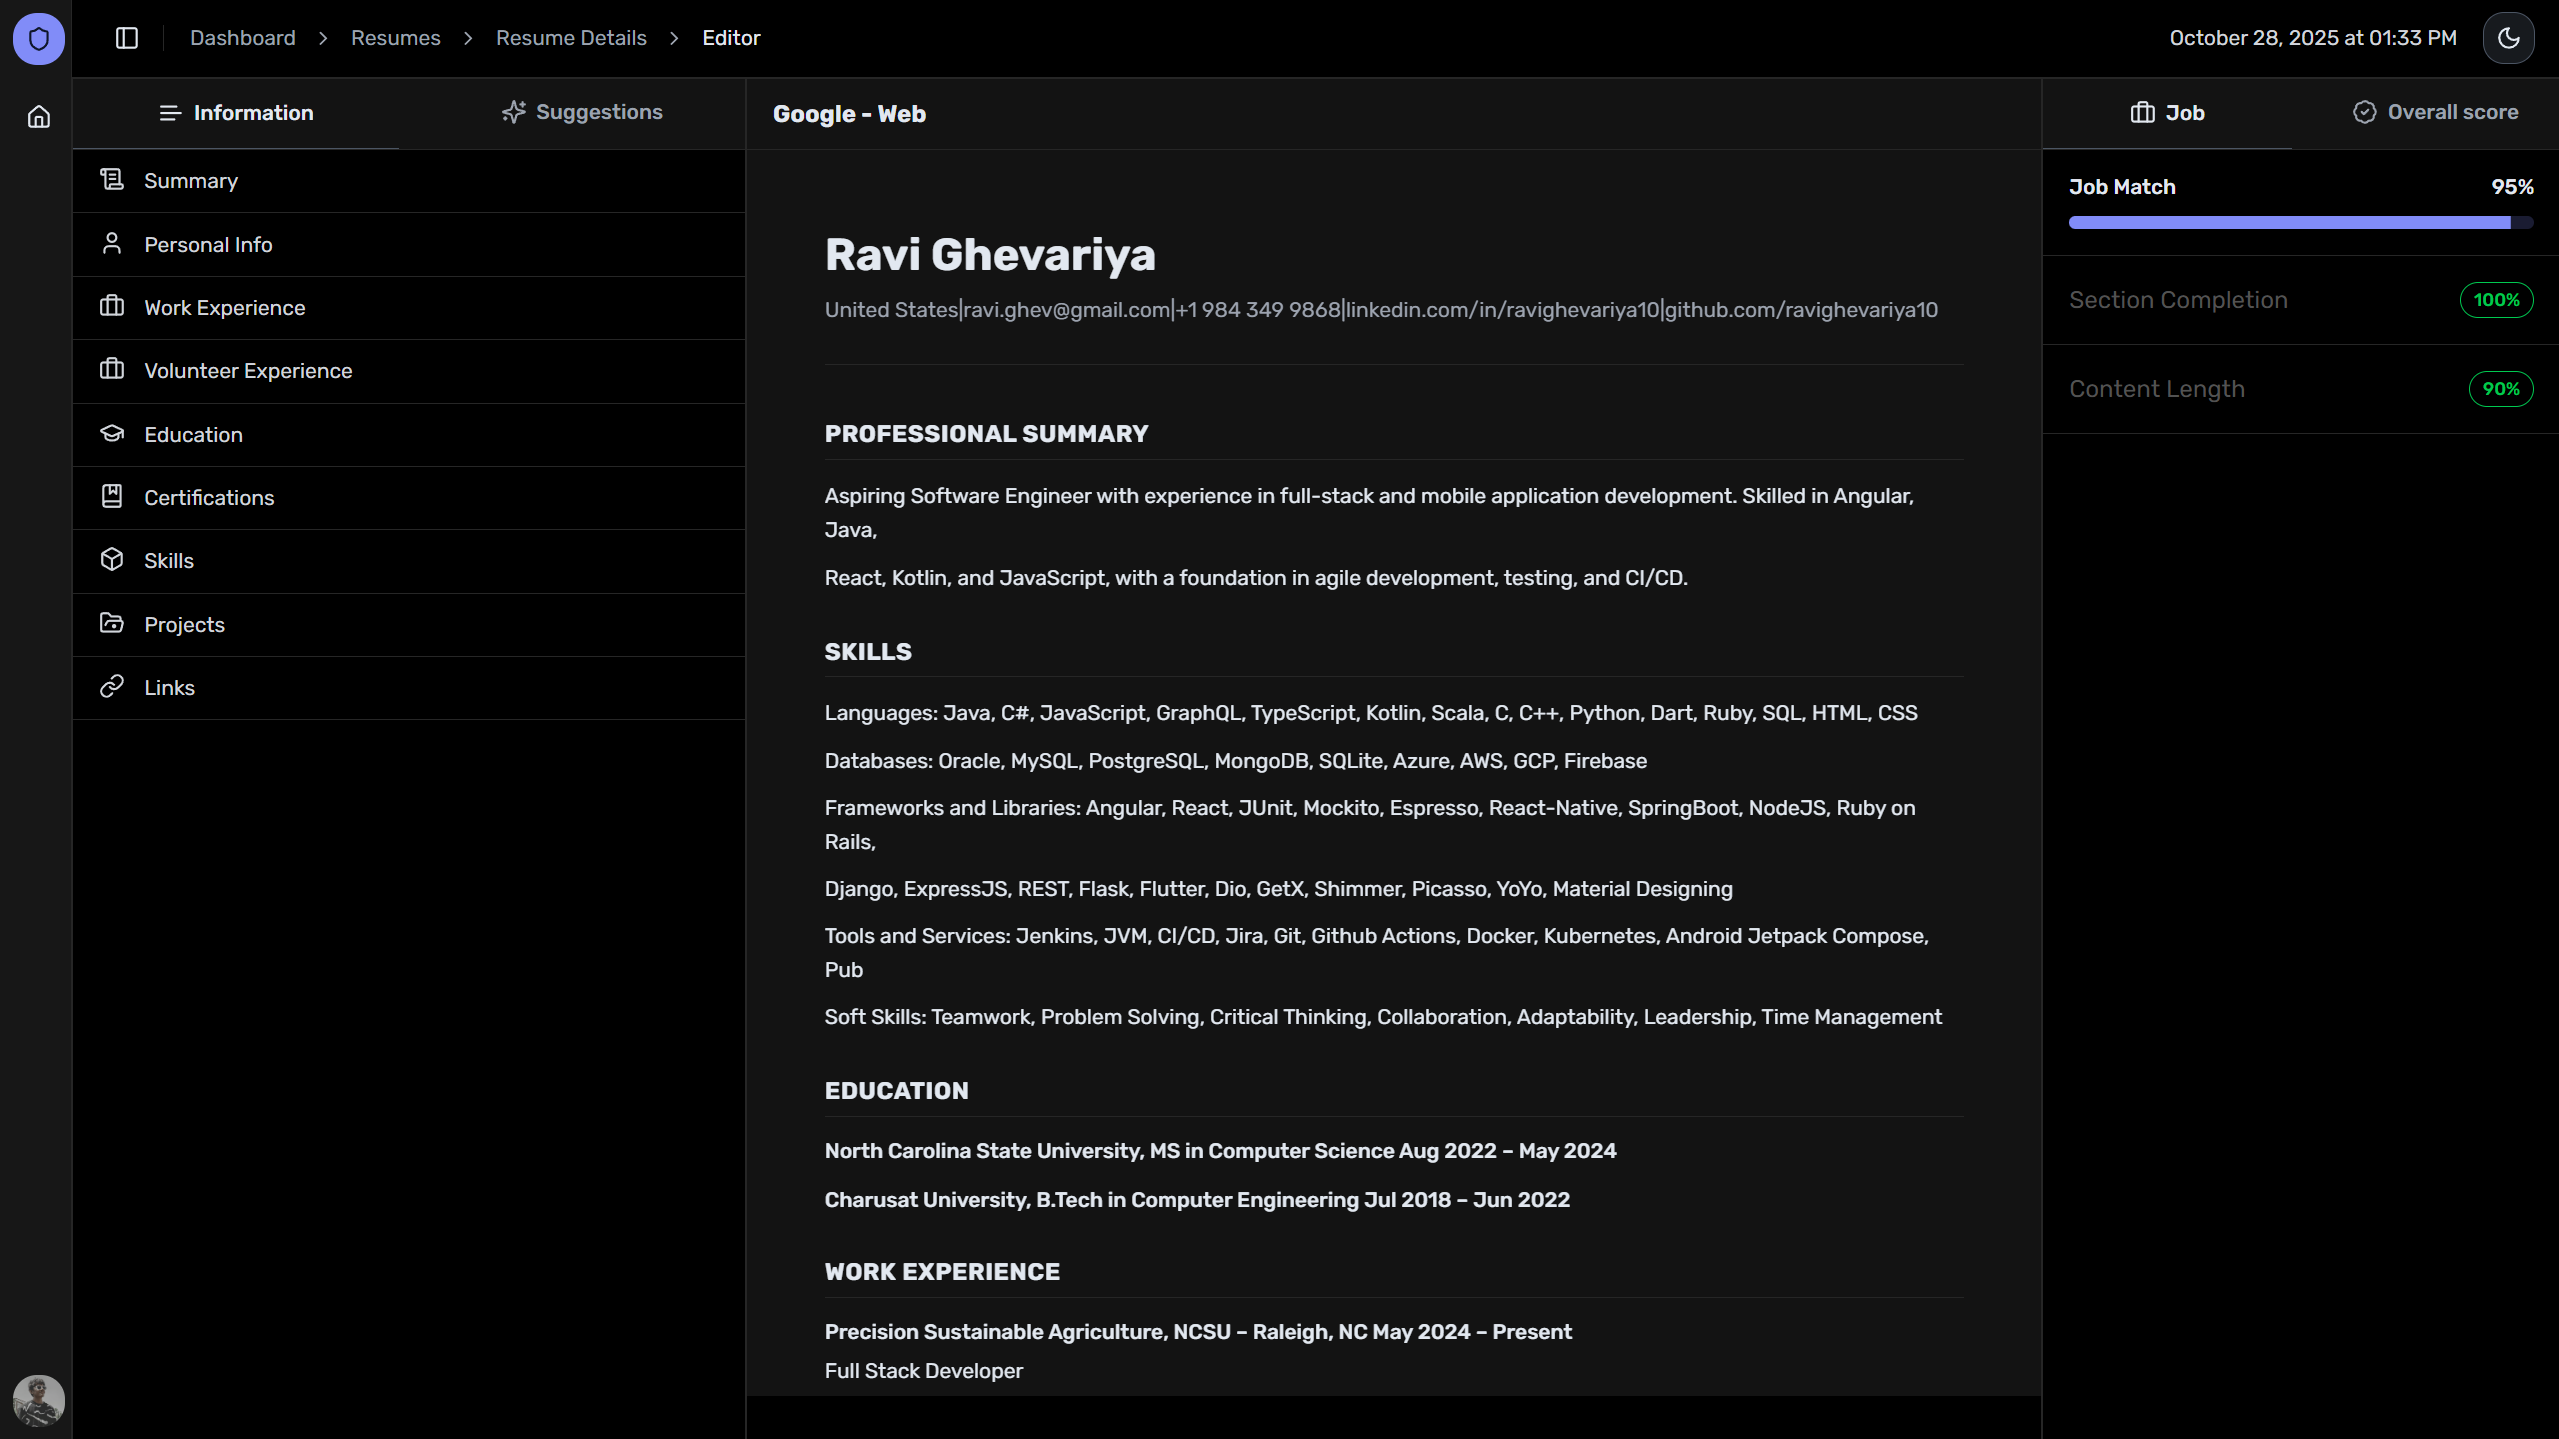 Dashboard > Resumes > Resume Details > Editor
October 28, 2025 at 01:33 PM
Information
Suggestions
Summary
Personal Info
Work Experience
Volunteer Experience
Education
Certifications
Skills
Projects
Links
Google - Web
Ravi Ghevariya
United States|ravi.ghev@gmail.com|+1 984 349 9868|linkedin.com/in/ravighevariya10|github.com/ravighevariya10
PROFESSIONAL SUMMARY
Aspiring Software Engineer with experience in full-stack and mobile application development. Skilled in Angular,
Java,
React, Kotlin, and JavaScript, with a foundation in agile development, testing, and CI/CD.
SKILLS
Languages: Java, C#, JavaScript, GraphQL, TypeScript, Kotlin, Scala, C, C++, Python, Dart, Ruby, SQL, HTML, CSS
Databases: Oracle, MySQL, PostgreSQL, MongoDB, SQLite, Azure, AWS, GCP, Firebase
Frameworks and Libraries: Angular, React, JUnit, Mockito, Espresso, React-Native, SpringBoot, NodeJS, Ruby on
Rails,
Django, ExpressJS, REST, Flask, Flutter, Dio, GetX, Shimmer, Picasso, YoYo, Material Designing
Tools and Services: Jenkins, JVM, CI/CD, Jira, Git, Github Actions, Docker, Kubernetes, Android Jetpack Compose,
Pub
Soft Skills: Teamwork, Problem Solving, Critical Thinking, Collaboration, Adaptability, Leadership, Time Management
EDUCATION
North Carolina State University, MS in Computer Science Aug 2022 – May 2024
Charusat University, B.Tech in Computer Engineering Jul 2018 – Jun 2022
WORK EXPERIENCE
Precision Sustainable Agriculture, NCSU – Raleigh, NC May 2024 – Present
Full Stack Developer
Job
Overall score
Job Match 95%
Section Completion 100%
Content Length 90%